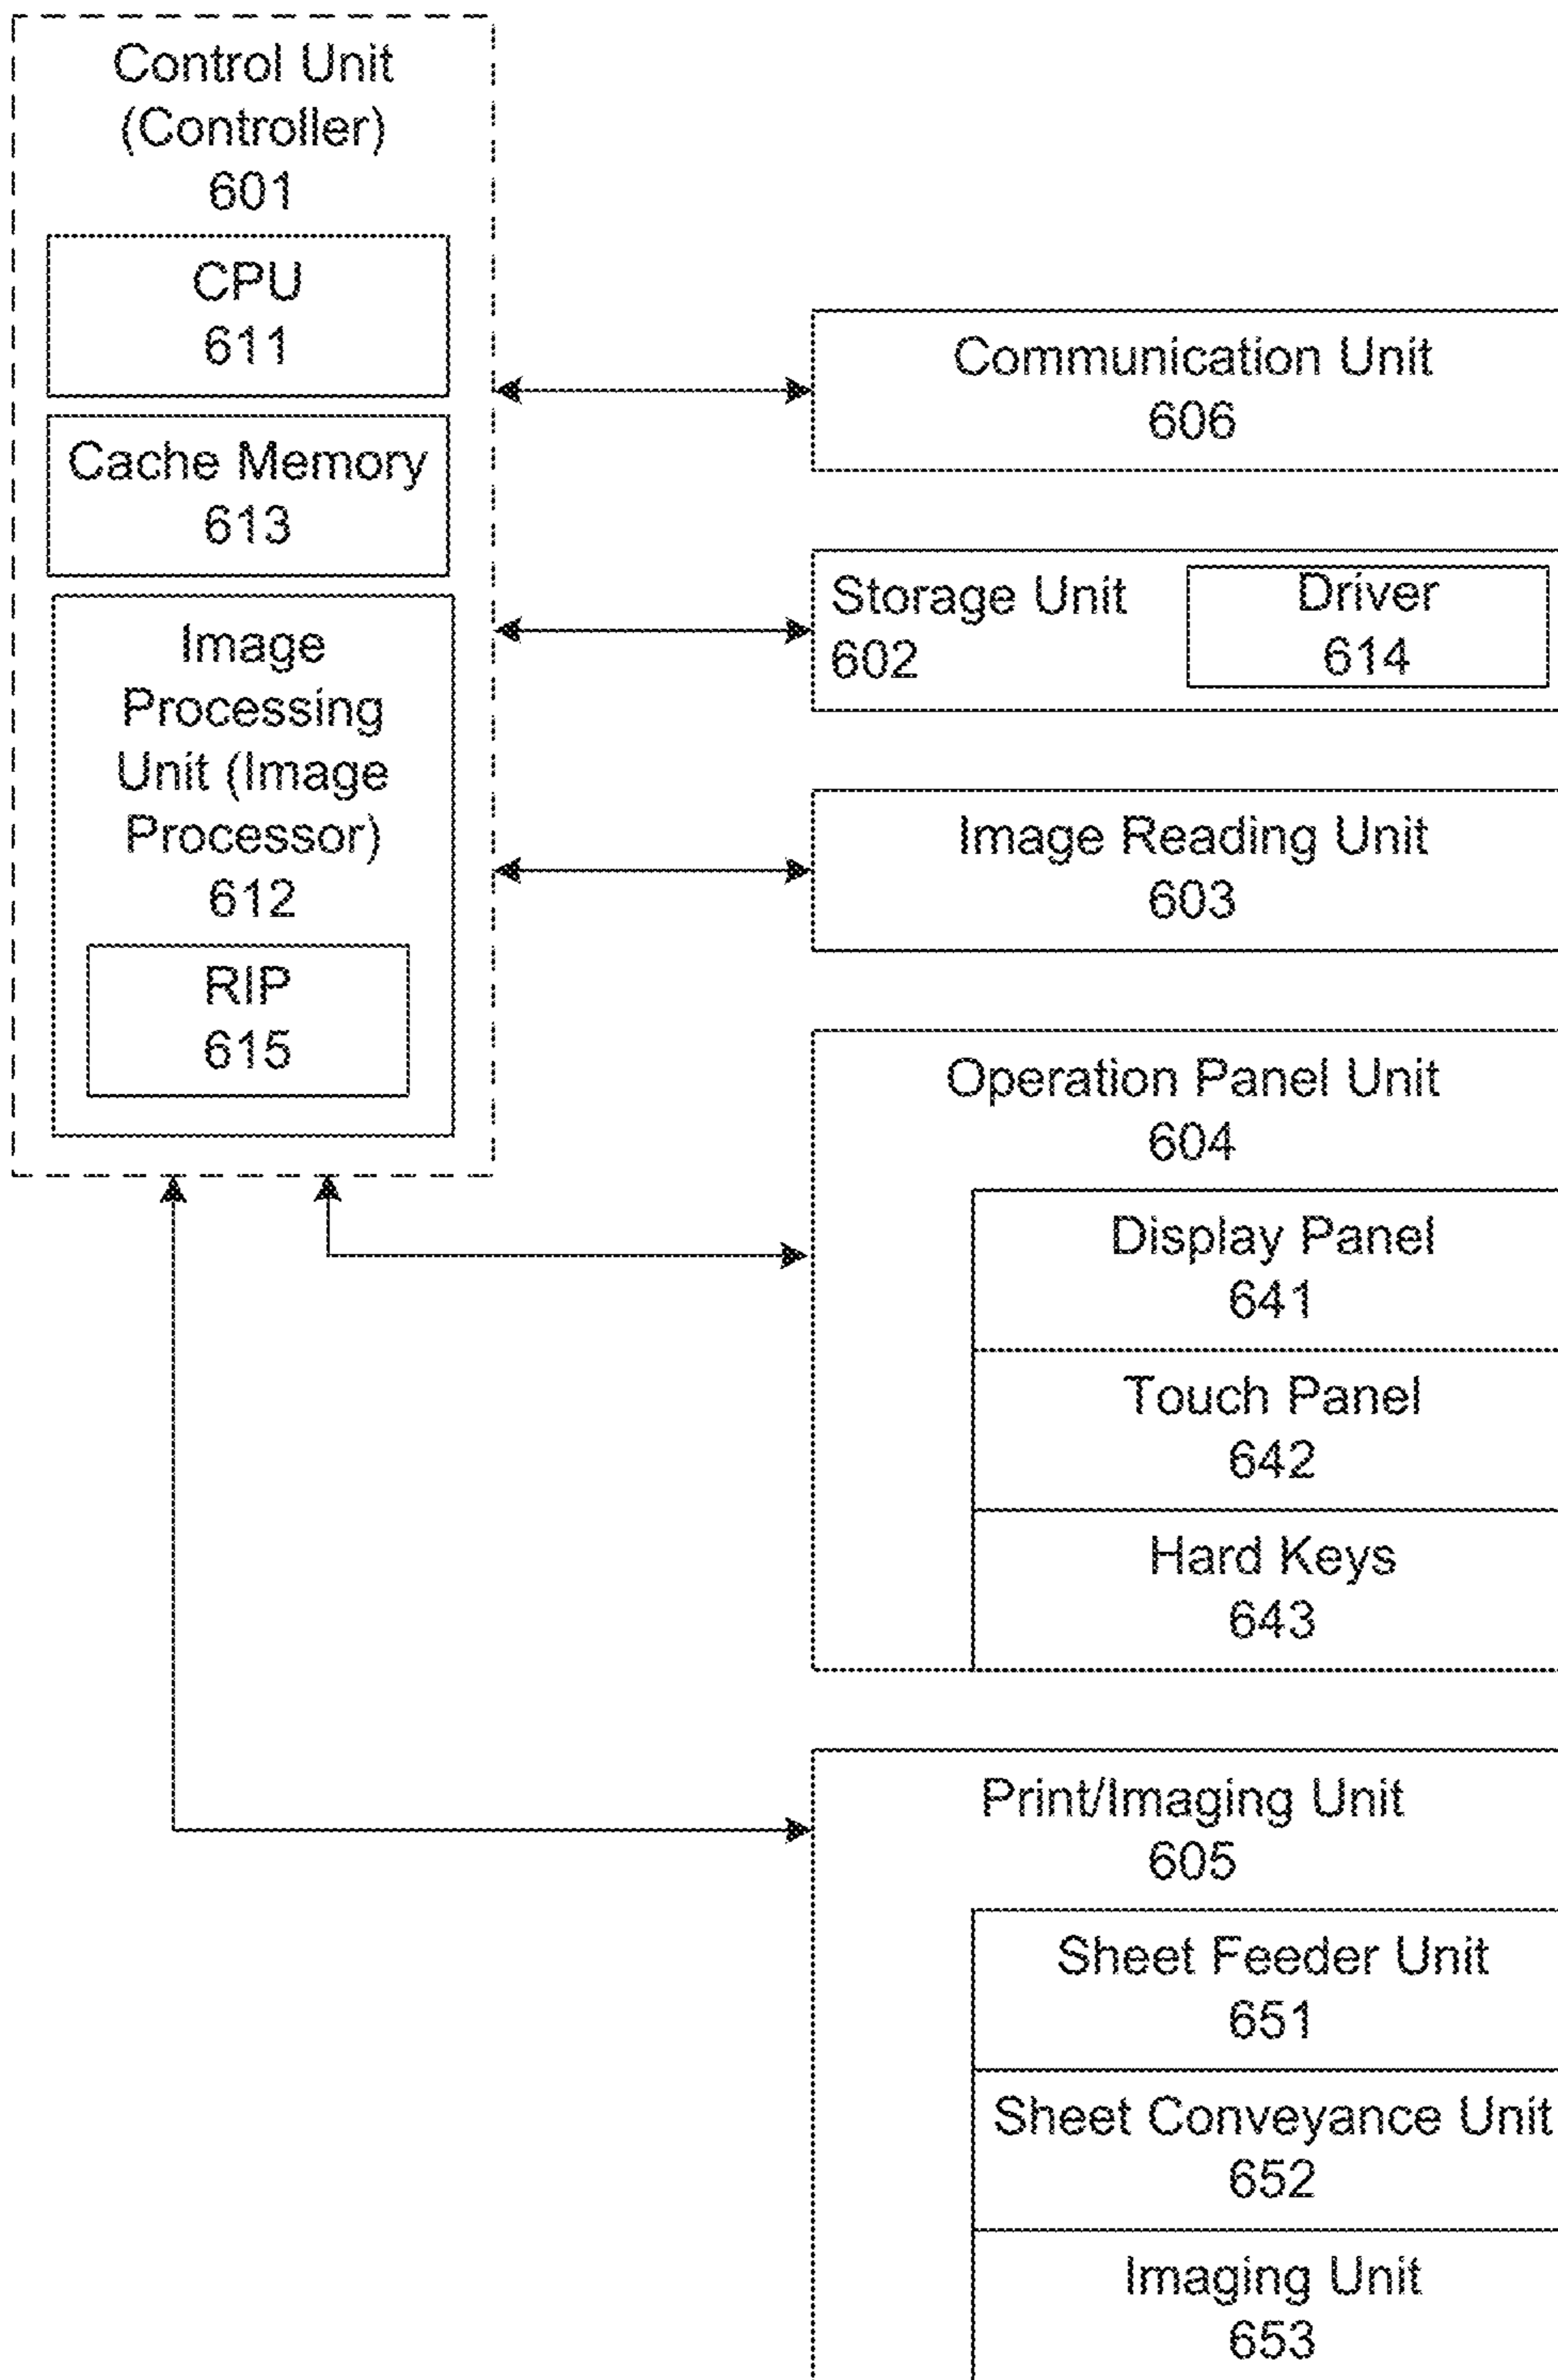 Control Unit
(Controller)
601
CPU
611
Cache Memory
613
Image
Processing
Unit (Image
Processor)
612
RIP
615
Communication Unit
606
Storage Unit
602
Driver
614
Image Reading Unit
603
Operation Panel Unit
604
Display Panel
641
Touch Panel
642
Hard Keys
643
Print/Imaging Unit
605
Sheet Feeder Unit
651
Sheet Conveyance Unit
652
Imaging Unit
653